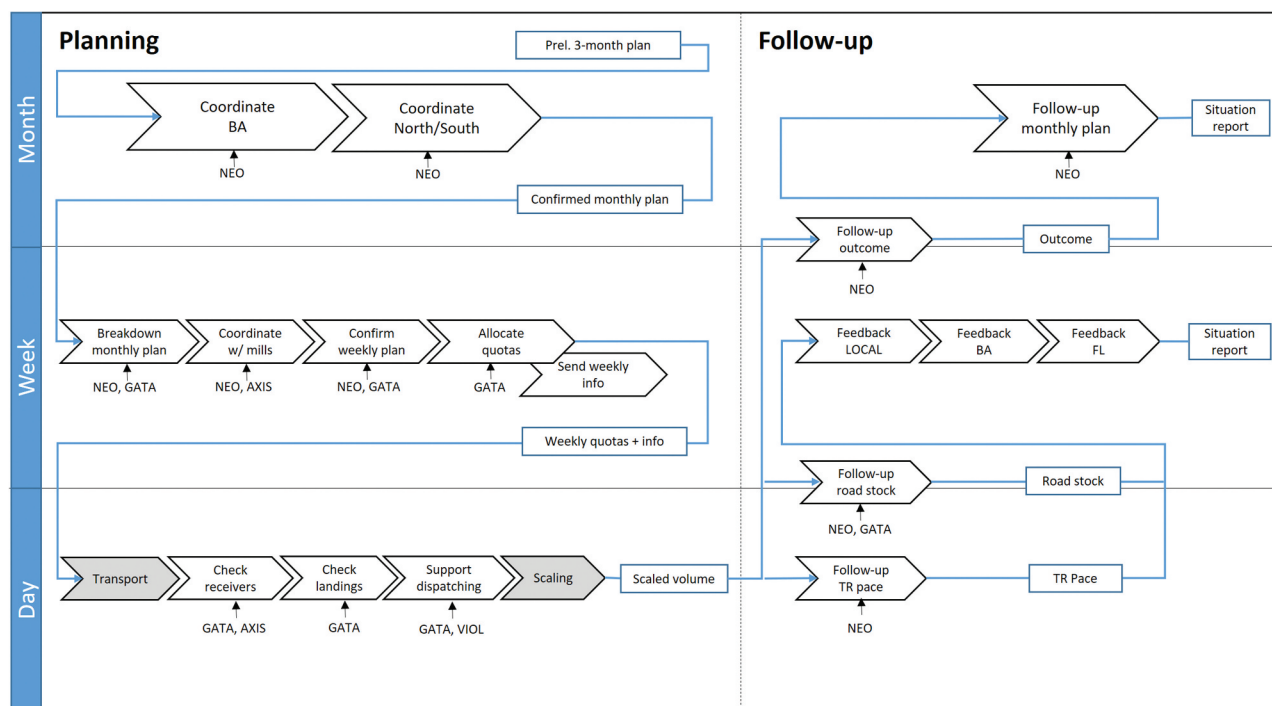 Planning
Prel. 3-month plan
Month
Coordinate
BA
NEO
Coordinate
North/South
NEO
Confirmed monthly plan
Week
Breakdown
monthly plan
NEO, GATA
Coordinate
w/ mills
NEO, AXIS
Confirm
weekly plan
NEO, GATA
Allocate
quotas
GATA
Send weekly
info
Weekly quotas + info
Day
Transport
Check
receivers
GATA, AXIS
Check
landings
GATA
Support
dispatching
GATA, VIOL
Scaling
Scaled volume
Follow-up
Follow-up
monthly plan
NEO
Situation
report
Follow-up
outcome
NEO
Outcome
Feedback
LOCAL
Feedback
BA
Feedback
FL
Situation
report
Follow-up
road stock
NEO, GATA
Road stock
Follow-up
TR pace
NEO
TR Pace